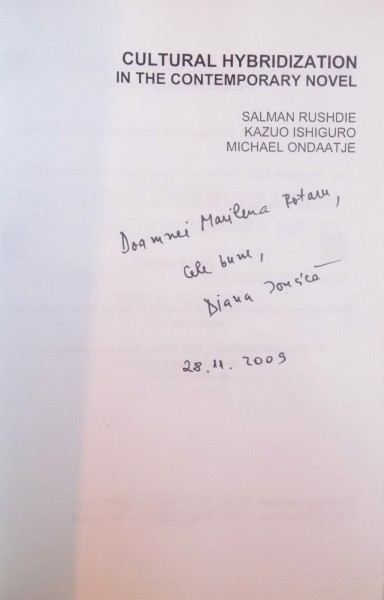 CULTURAL HYBRIDIZATION
IN THE CONTEMPORARY NOVEL
SALMAN RUSHDIE
KAZUO ISHIGURO
MICHAEL ONDAATJE
Doamnei Marilena Rotaru,
cele bune,
Diana Ionică
28.11.2009